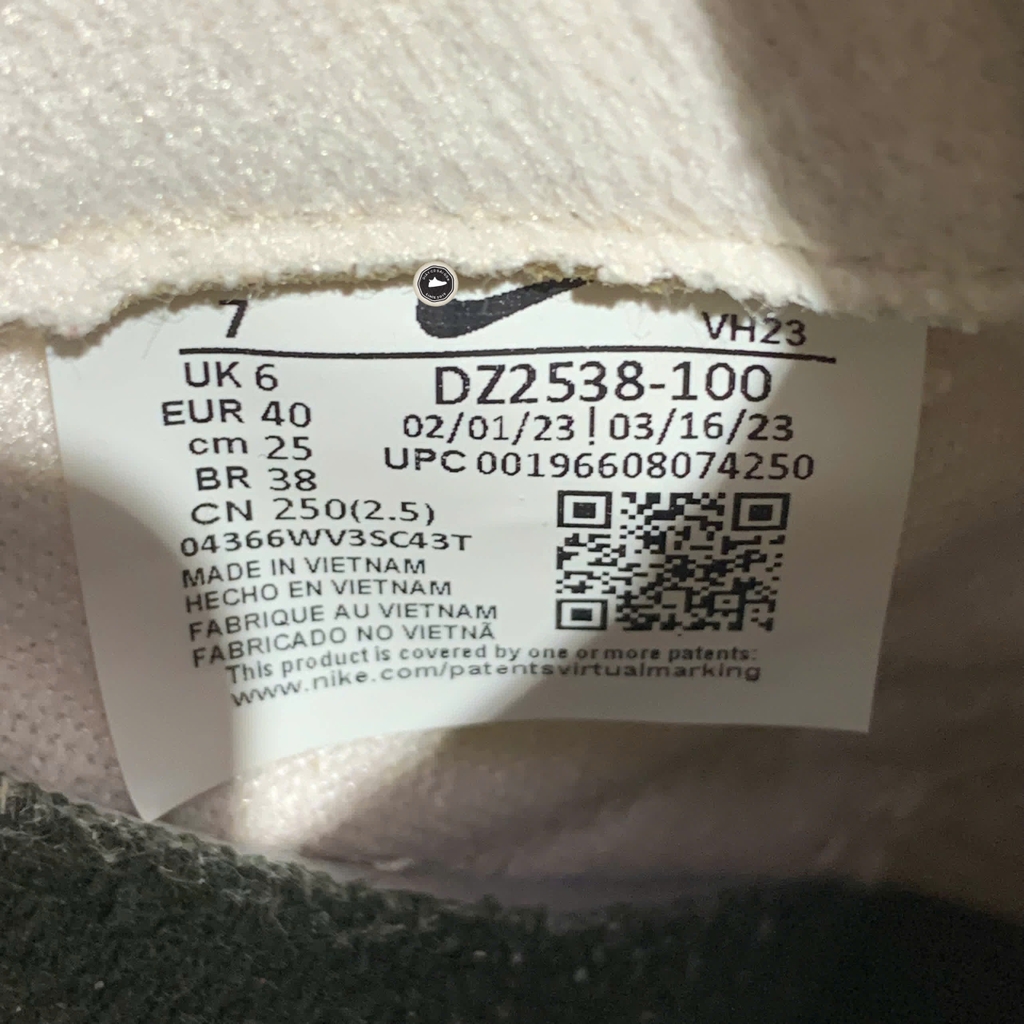 7
VH23
UK 6
EUR 40
cm 25
BR 38
CN 250(2.5)
DZ2538-100
02/01/23 | 03/16/23
UPC 00196608074250
04366WV3SC43T
MADE IN VIETNAM
HECHO EN VIETNAM
FABRIQUE AU VIETNAM
FABRICADO NO VIETNÃ
This product is covered by one or more patents:
www.nike.com/patentsvirtualmarking